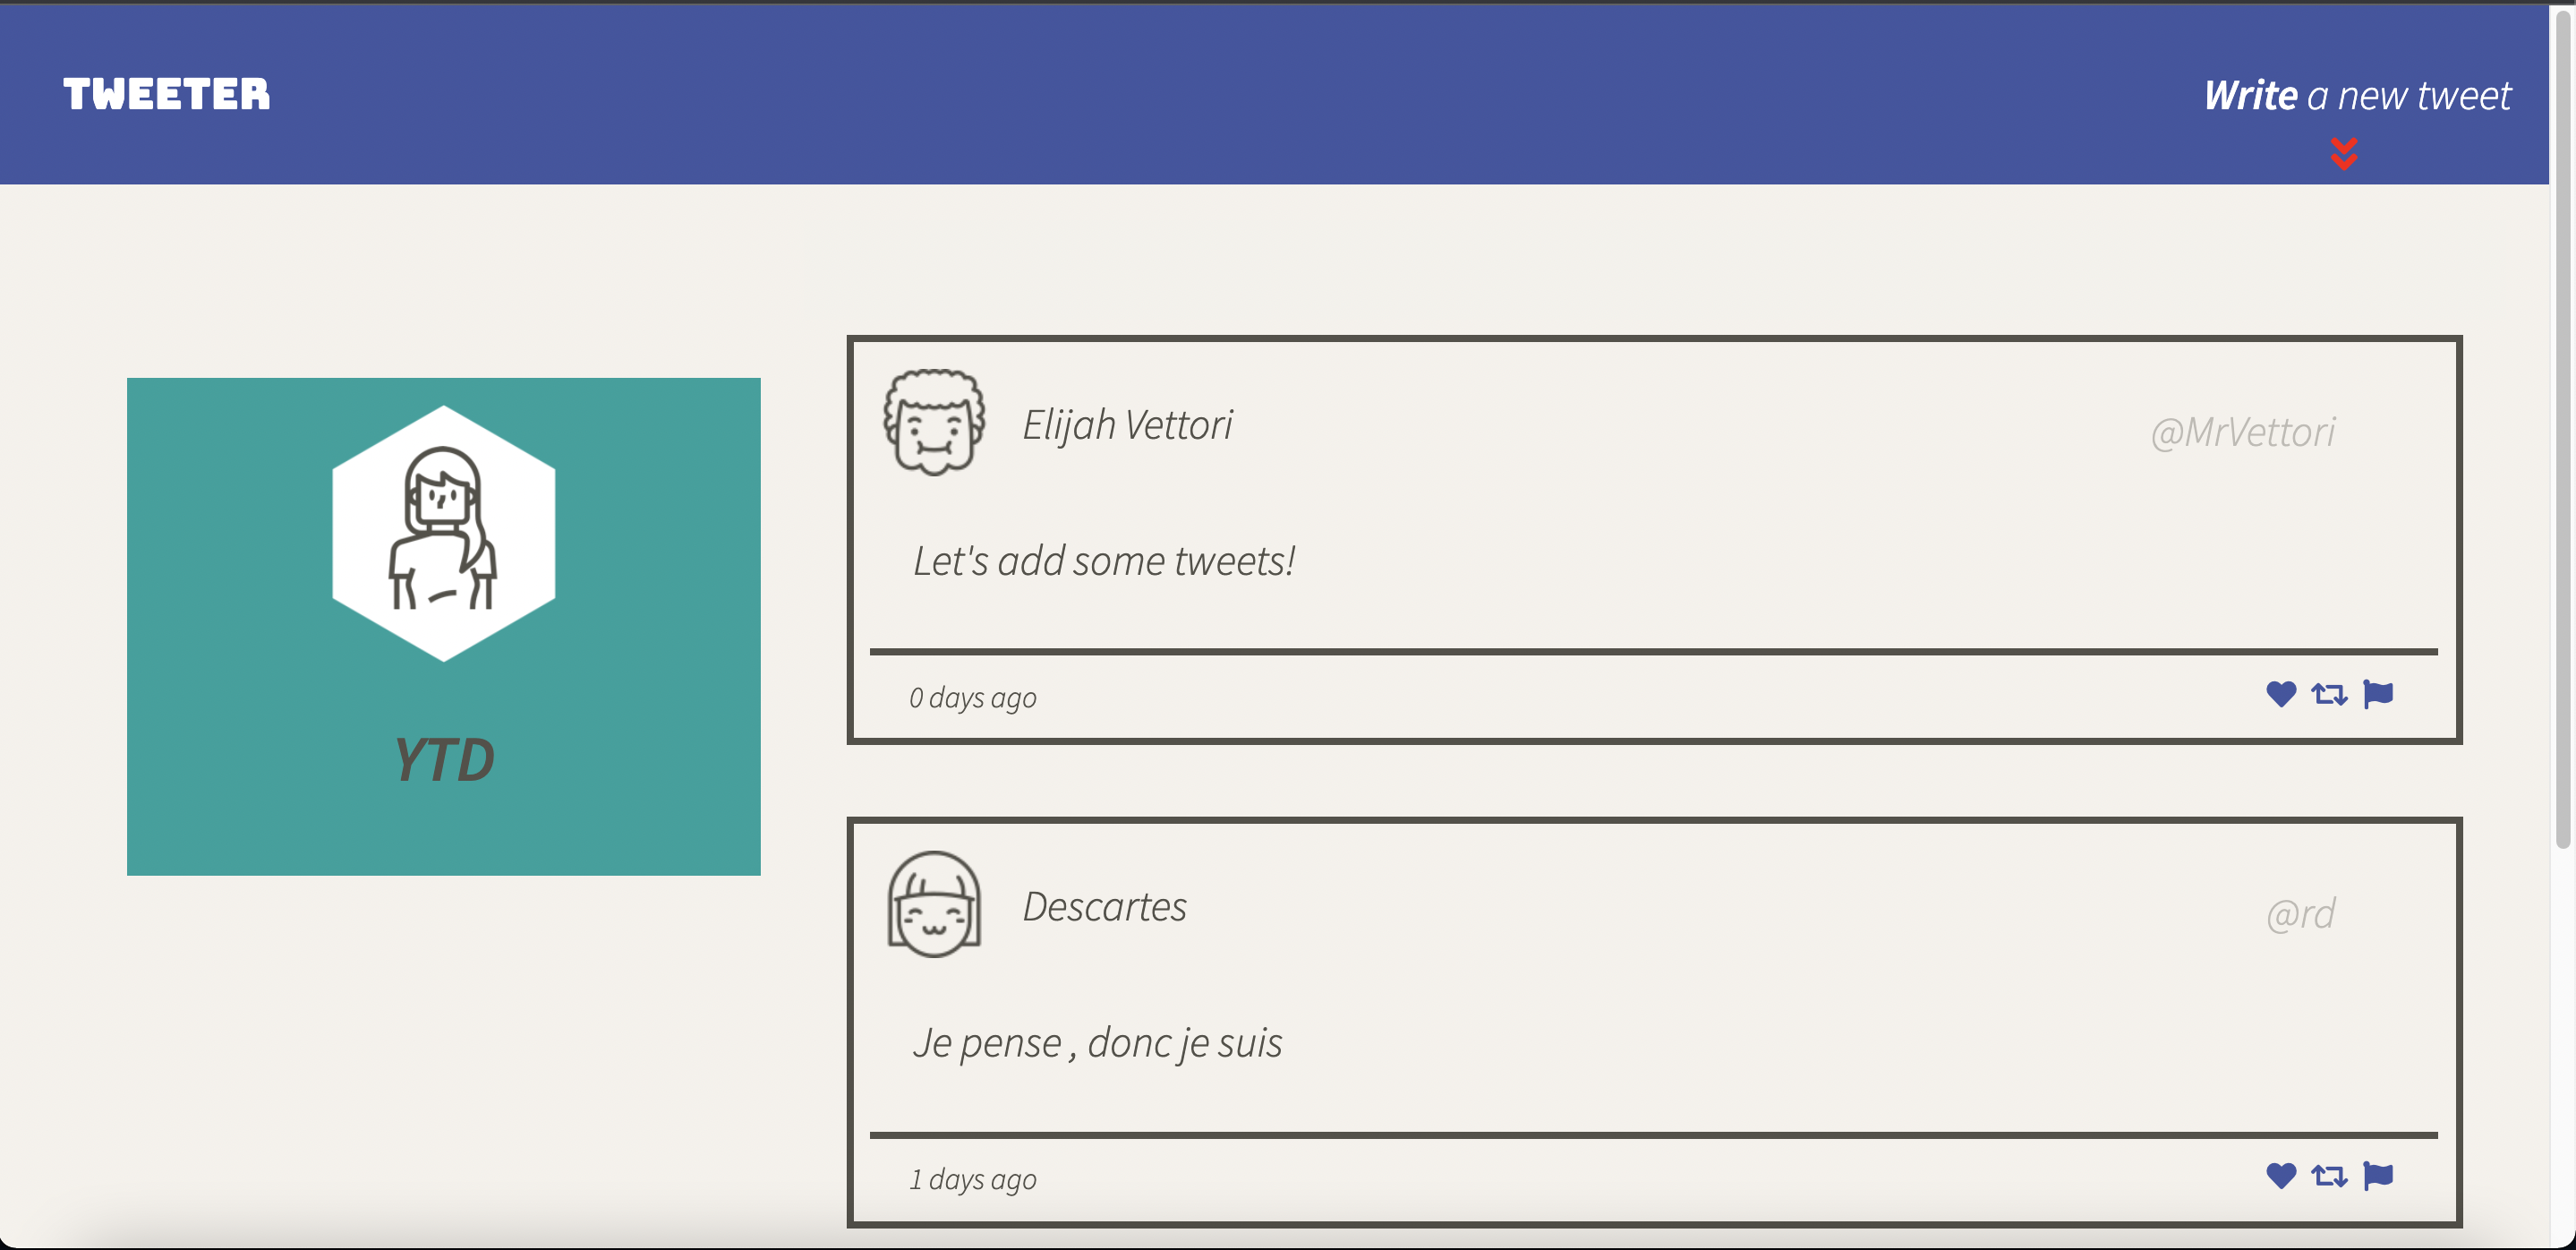 TWEETER
Write a new tweet
YTD
Elijah Vettori
@MrVettori
Let's add some tweets!
0 days ago
Descartes
@rd
Je pense , donc je suis
1 days ago